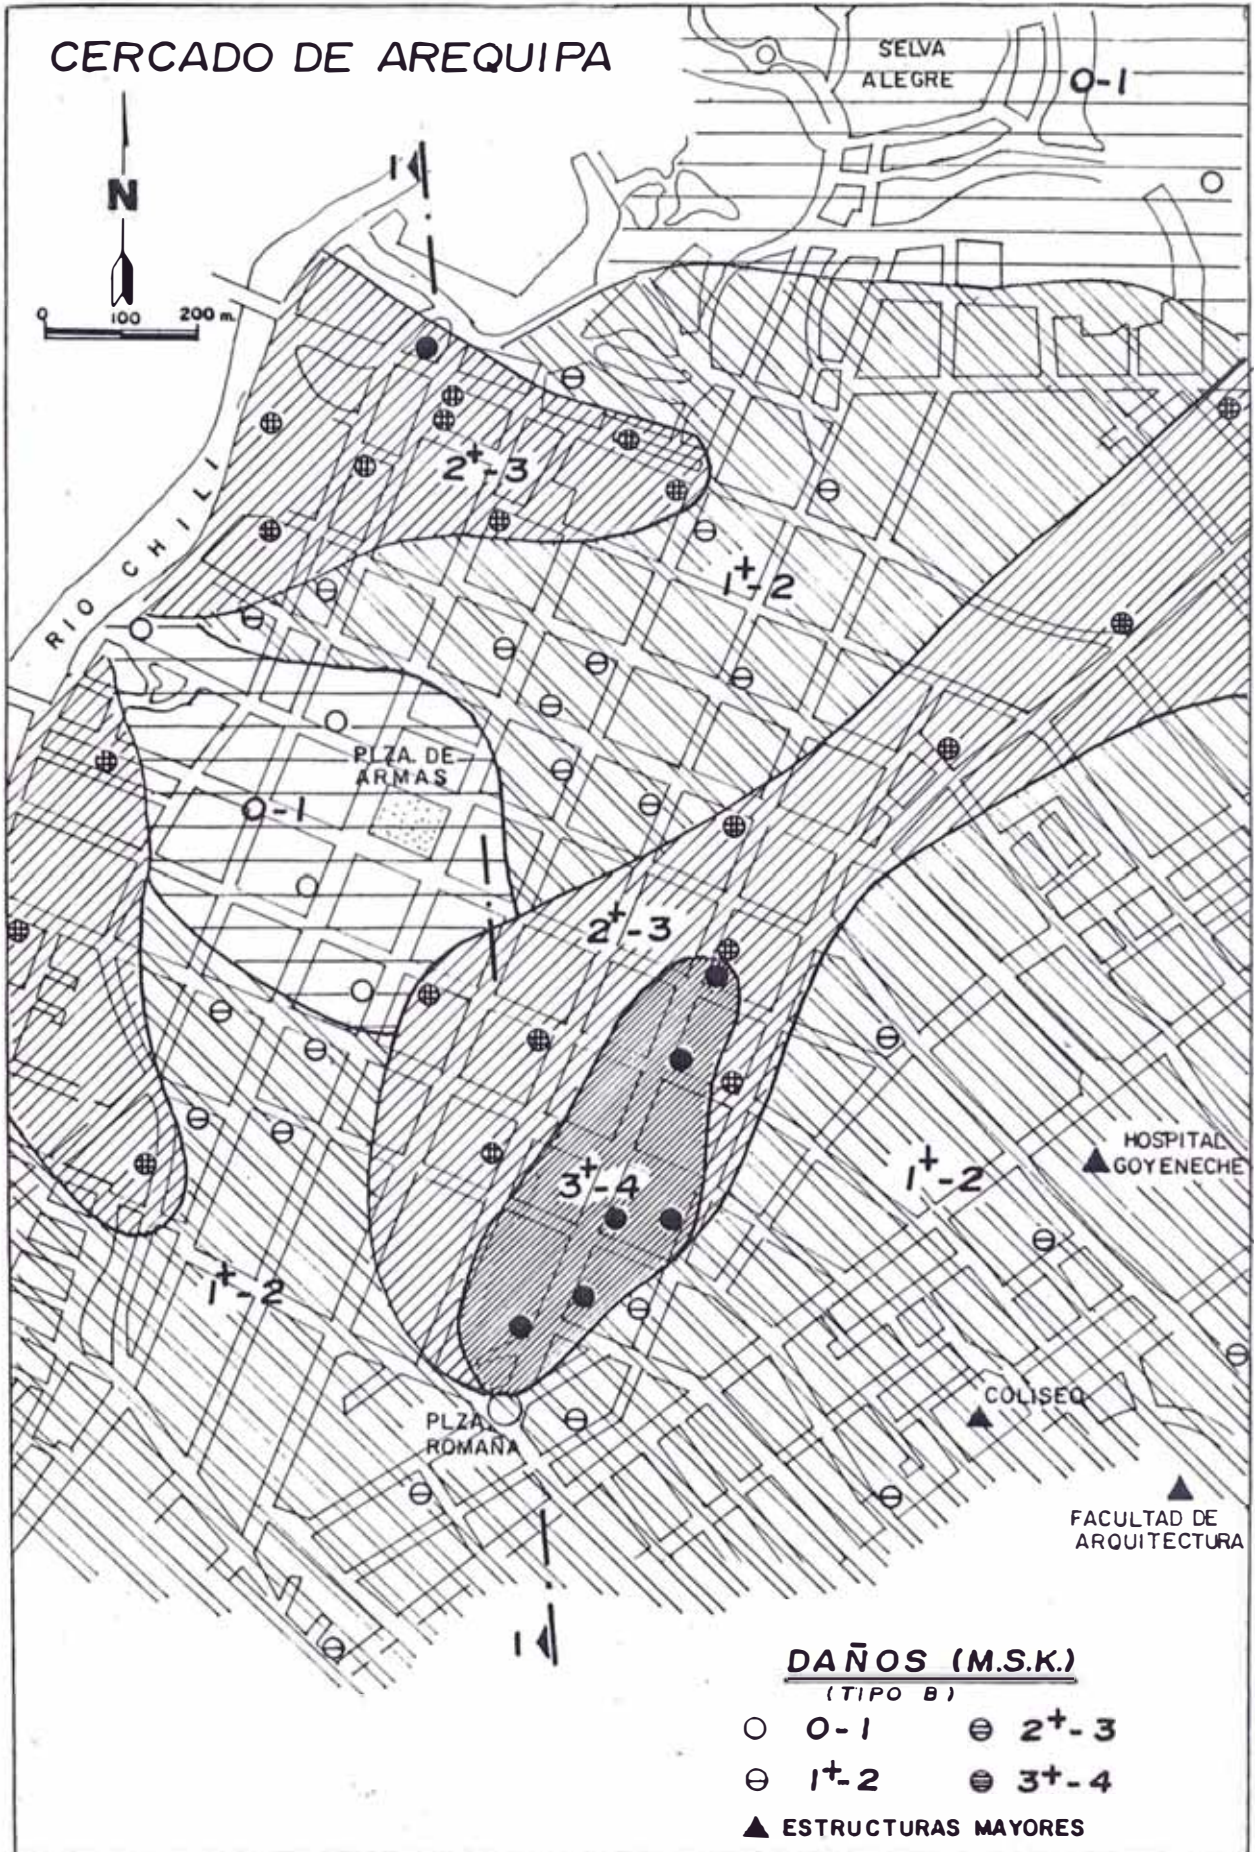 CERCADO DE AREQUIPA
SELVA
ALEGRE
0-1
I
N
0 100 200 m.
2+-3
RIO CHILI
1+-2
PLZA. DE
ARMAS
0-1
2+-3
3+-4
1+-2
HOSPITAL
GOYENECHE
1+-2
COLISEO
PLZA.
ROMAÑA
FACULTAD DE
ARQUITECTURA
I
DAÑOS (M.S.K.)
(TIPO B)
0-1 2+-3
1+-2 3+-4
ESTRUCTURAS MAYORES